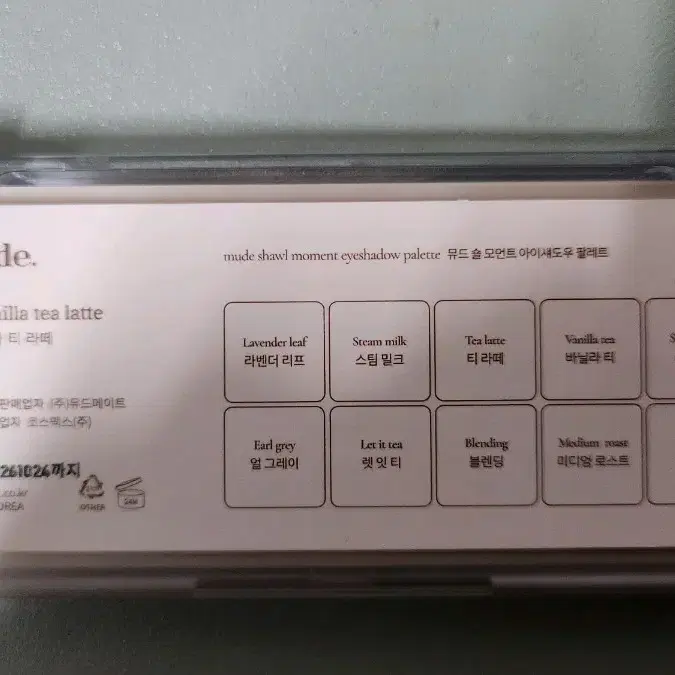 de.
mude shawl moment eyeshadow palette 뮤드 숄 모먼트 아이섀도우 팔레트
illa tea latte
티 라떼
Lavender leaf
라벤더 리프
Steam milk
스팀 밀크
Tea latte
티 라떼
Vanilla tea
바닐라 티
S
판매업자 (주)뮤드메이트
업자 코스맥스(주)
Earl grey
얼 그레이
Let it tea
렛 잇 티
Blending
블렌딩
Medium roast
미디엄 로스트
261024까지
.co.kr
OREA
OTHER
24M